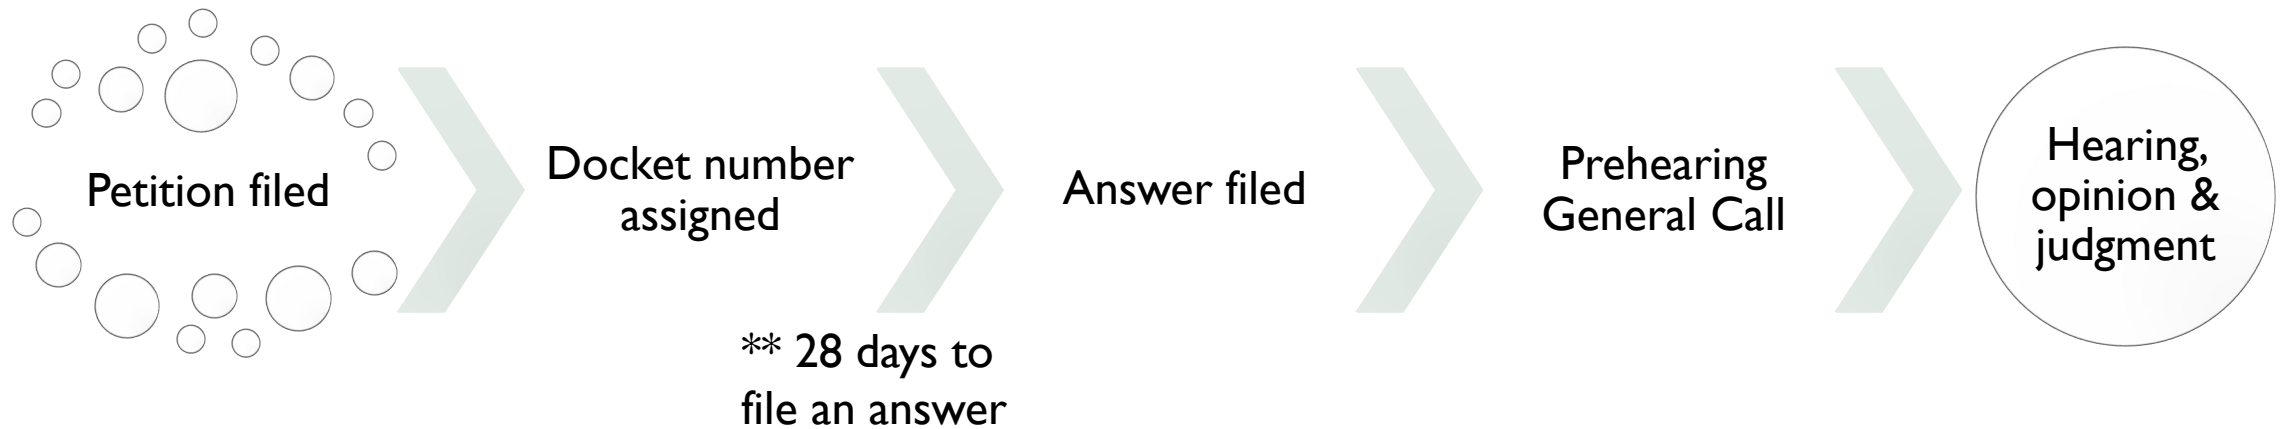 Petition filed
Docket number
assigned
** 28 days to
file an answer
Answer filed
Prehearing
General Call
Hearing,
opinion &
judgment